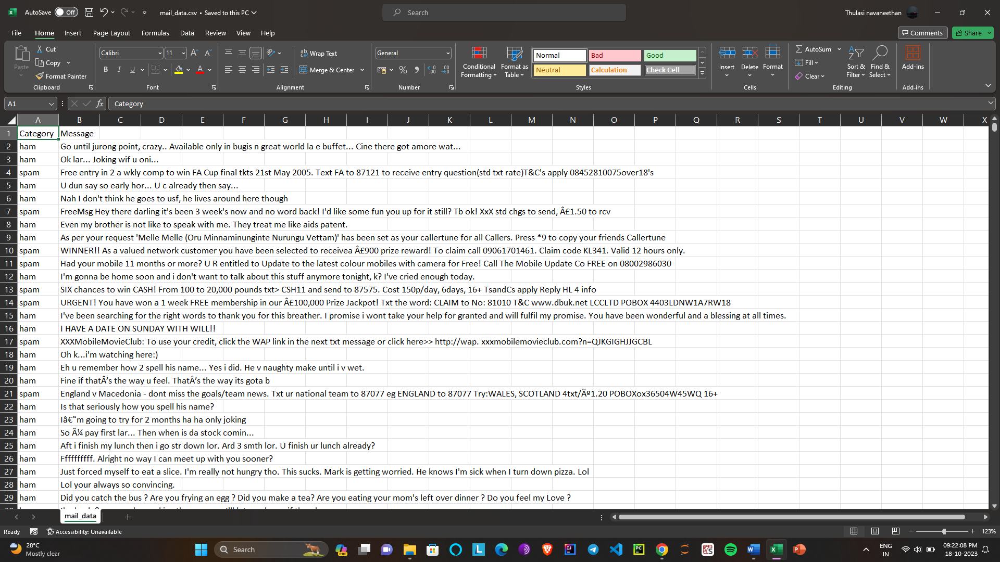 AutoSave Off mail_data.csv • Saved to this PC Search Thulasi navaneethan
File Home Insert Page Layout Formulas Data Review View Help Comments Share
Paste Cut Copy Format Painter Clipboard
Calibri 11 B I U Font
Wrap Text Merge & Center Alignment
General % Number
Conditional Formatting Format as Table
Normal Bad Good
Neutral Calculation Check Cell
Styles
Insert Delete Format Cells
AutoSum Fill Clear Sort & Filter Find & Select Editing
Add-ins Add-ins
A1 fx Category
A B C D E F G H I J K L M N O P Q R S T U V W X
1 Category Message
2 ham Go until jurong point, crazy.. Available only in bugis n great world la e buffet... Cine there got amore wat...
3 ham Ok lar... Joking wif u oni...
4 spam Free entry in 2 a wkly comp to win FA Cup final tkts 21st May 2005. Text FA to 87121 to receive entry question(std txt rate)T&C's apply 08452810075over18's
5 ham U dun say so early hor... U c already then say...
6 ham Nah I don't think he goes to usf, he lives around here though
7 spam FreeMsg Hey there darling it's been 3 week's now and no word back! I'd like some fun you up for it still? Tb ok! XxX std chgs to send, Â£1.50 to rcv
8 ham Even my brother is not like to speak with me. They treat me like aids patent.
9 ham As per your request 'Melle Melle (Oru Minnaminunginte Nurungu Vettam)' has been set as your callertune for all Callers. Press *9 to copy your friends Callertune
10 spam WINNER!! As a valued network customer you have been selected to receivea Â£900 prize reward! To claim call 09061701461. Claim code KL341. Valid 12 hours only.
11 spam Had your mobile 11 months or more? U R entitled to Update to the latest colour mobiles with camera for Free! Call The Mobile Update Co FREE on 08002986030
12 ham I'm gonna be home soon and i don't want to talk about this stuff anymore tonight, k? I've cried enough today.
13 spam SIX chances to win CASH! From 100 to 20,000 pounds txt> CSH11 and send to 87575. Cost 150p/day, 6days, 16+ TsandCs apply Reply HL 4 info
14 spam URGENT! You have won a 1 week FREE membership in our Â£100,000 Prize Jackpot! Txt the word: CLAIM to No: 81010 T&C www.dbuk.net LCCLTD POBOX 4403LDNW1A7RW18
15 ham I've been searching for the right words to thank you for this breather. I promise i wont take your help for granted and will fulfil my promise. You have been wonderful and a blessing at all times.
16 ham I HAVE A DATE ON SUNDAY WITH WILL!!
17 spam XXXMobileMovieClub: To use your credit, click the WAP link in the next txt message or click here>> http://wap. xxxmobilemovieclub.com?n=QJKGIGHJJGCBL
18 ham Oh k...i'm watching here:)
19 ham Eh u remember how 2 spell his name... Yes i did. He v naughty make until i v wet.
20 ham Fine if thatÂ’s the way u feel. ThatÂ’s the way its gota b
21 spam England v Macedonia - dont miss the goals/team news. Txt ur national team to 87077 eg ENGLAND to 87077 Try:WALES, SCOTLAND 4txt/Ãº1.20 POBOXox36504W45WQ 16+
22 ham Is that seriously how you spell his name?
23 ham Iâ€˜m going to try for 2 months ha ha only joking
24 ham So Ã¼ pay first lar... Then when is da stock comin...
25 ham Aft i finish my lunch then i go str down lor. Ard 3 smth lor. U finish ur lunch already?
26 ham Ffffffffff. Alright no way I can meet up with you sooner?
27 ham Just forced myself to eat a slice. I'm really not hungry tho. This sucks. Mark is getting worried. He knows I'm sick when I turn down pizza. Lol
28 ham Lol your always so convincing.
29 ham Did you catch the bus ? Are you frying an egg ? Did you make a tea? Are you eating your mom's left over dinner ? Do you feel my Love ?
mail_data
Ready Accessibility: Unavailable 123%
28°C Mostly clear Search ENG IN 09:22:08 PM 18-10-2023